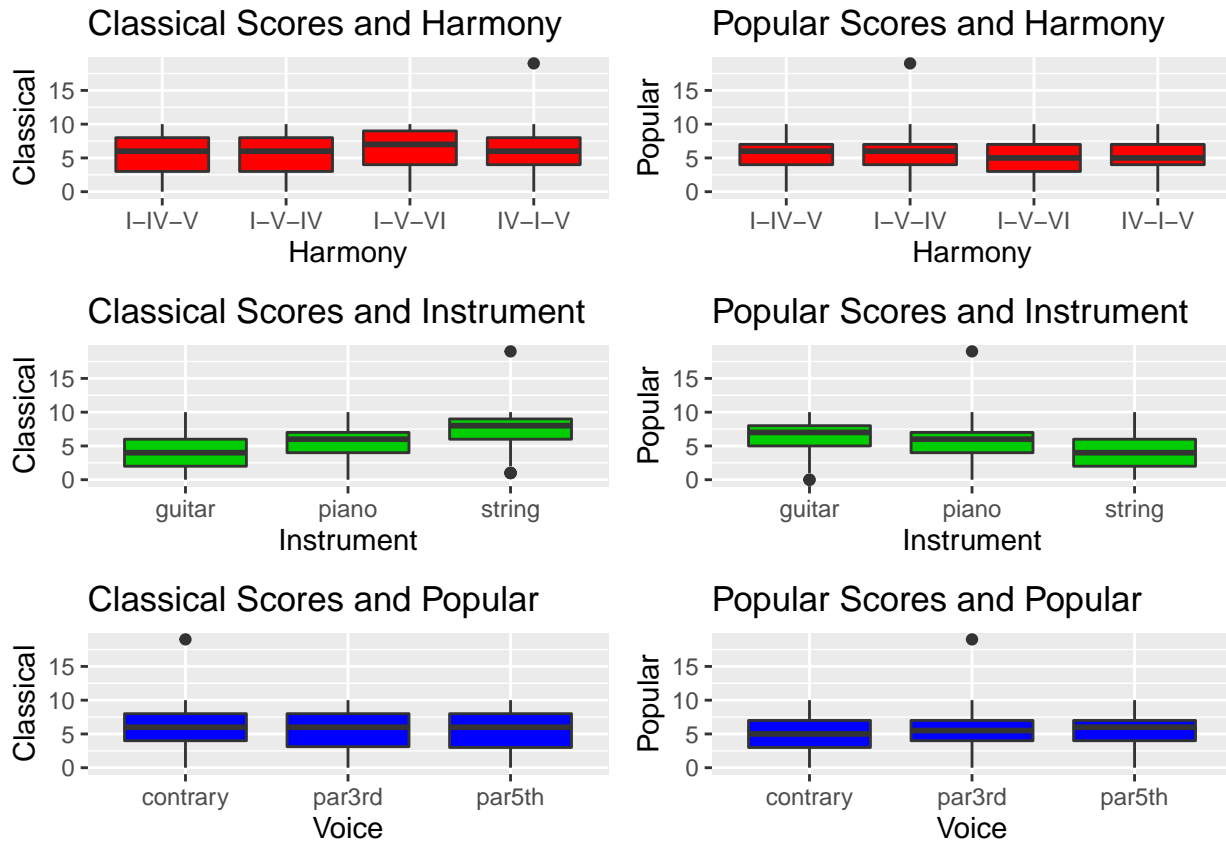 Classical Scores and Harmony
Classical
15
10
5
0
I−IV−V I−V−IV I−V−VI IV−I−V
Harmony
Popular Scores and Harmony
Popular
15
10
5
0
I−IV−V I−V−IV I−V−VI IV−I−V
Harmony
Classical Scores and Instrument
Classical
15
10
5
0
guitar piano string
Instrument
Popular Scores and Instrument
Popular
15
10
5
0
guitar piano string
Instrument
Classical Scores and Popular
Classical
15
10
5
0
contrary par3rd par5th
Voice
Popular Scores and Popular
Popular
15
10
5
0
contrary par3rd par5th
Voice